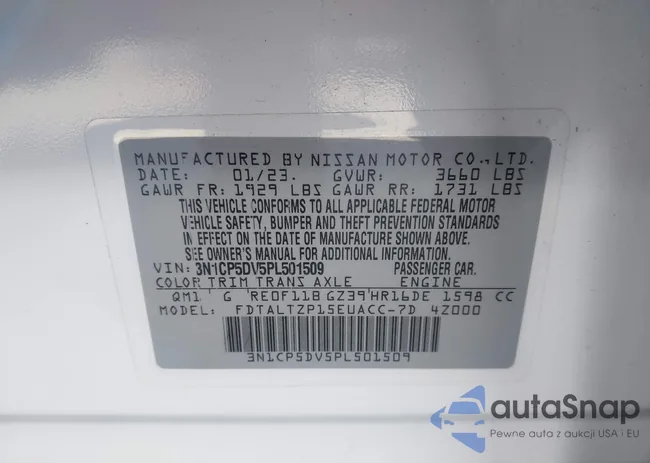 MANUFACTURED BY NISSAN MOTOR CO.,LTD.
DATE: 01/23. GVWR: 3660 LBS
GAWR FR: 1929 LBS GAWR RR: 1731 LBS
THIS VEHICLE CONFORMS TO ALL APPLICABLE FEDERAL MOTOR
VEHICLE SAFETY, BUMPER AND THEFT PREVENTION STANDARDS
IN EFFECT ON THE DATE OF MANUFACTURE SHOWN ABOVE.
SEE OWNER'S MANUAL FOR ADDITIONAL INFORMATION.
VIN: 3N1CP5DV5PL501509 PASSENGER CAR.
COLOR TRIM TRANS AXLE ENGINE
QM1 G RE0F11B GZ39 HR16DE 1598 CC
MODEL: FDTALTZP15EUACC-7D 4Z000
3N1CP5DV5PL501509
autoSnap
Pewne auta z aukcji USA i EU